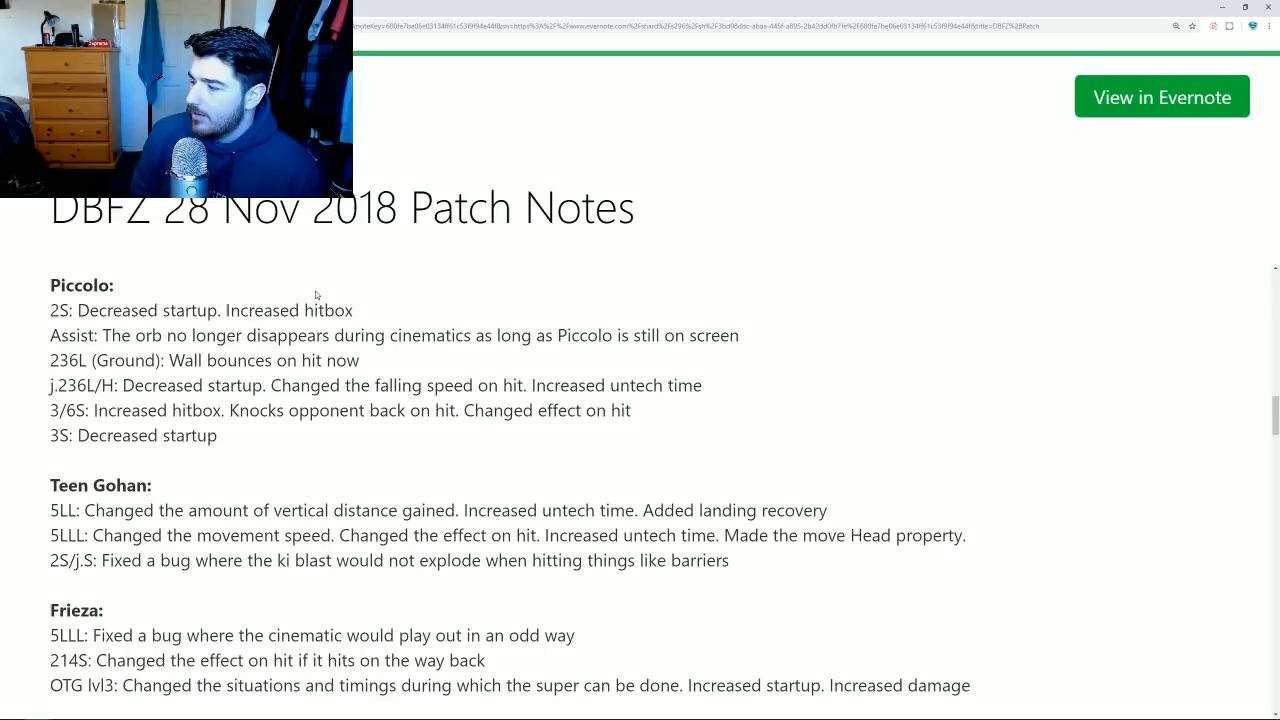 View in Evernote
DBFZ 28 Nov 2018 Patch Notes
Piccolo:
2S: Decreased startup. Increased hitbox
Assist: The orb no longer disappears during cinematics as long as Piccolo is still on screen
236L (Ground): Wall bounces on hit now
j.236L/H: Decreased startup. Changed the falling speed on hit. Increased untech time
3/6S: Increased hitbox. Knocks opponent back on hit. Changed effect on hit
3S: Decreased startup
Teen Gohan:
5LL: Changed the amount of vertical distance gained. Increased untech time. Added landing recovery
5LLL: Changed the movement speed. Changed the effect on hit. Increased untech time. Made the move Head property.
2S/j.S: Fixed a bug where the ki blast would not explode when hitting things like barriers
Frieza:
5LLL: Fixed a bug where the cinematic would play out in an odd way
214S: Changed the effect on hit if it hits on the way back
OTG lvl3: Changed the situations and timings during which the super can be done. Increased startup. Increased damage